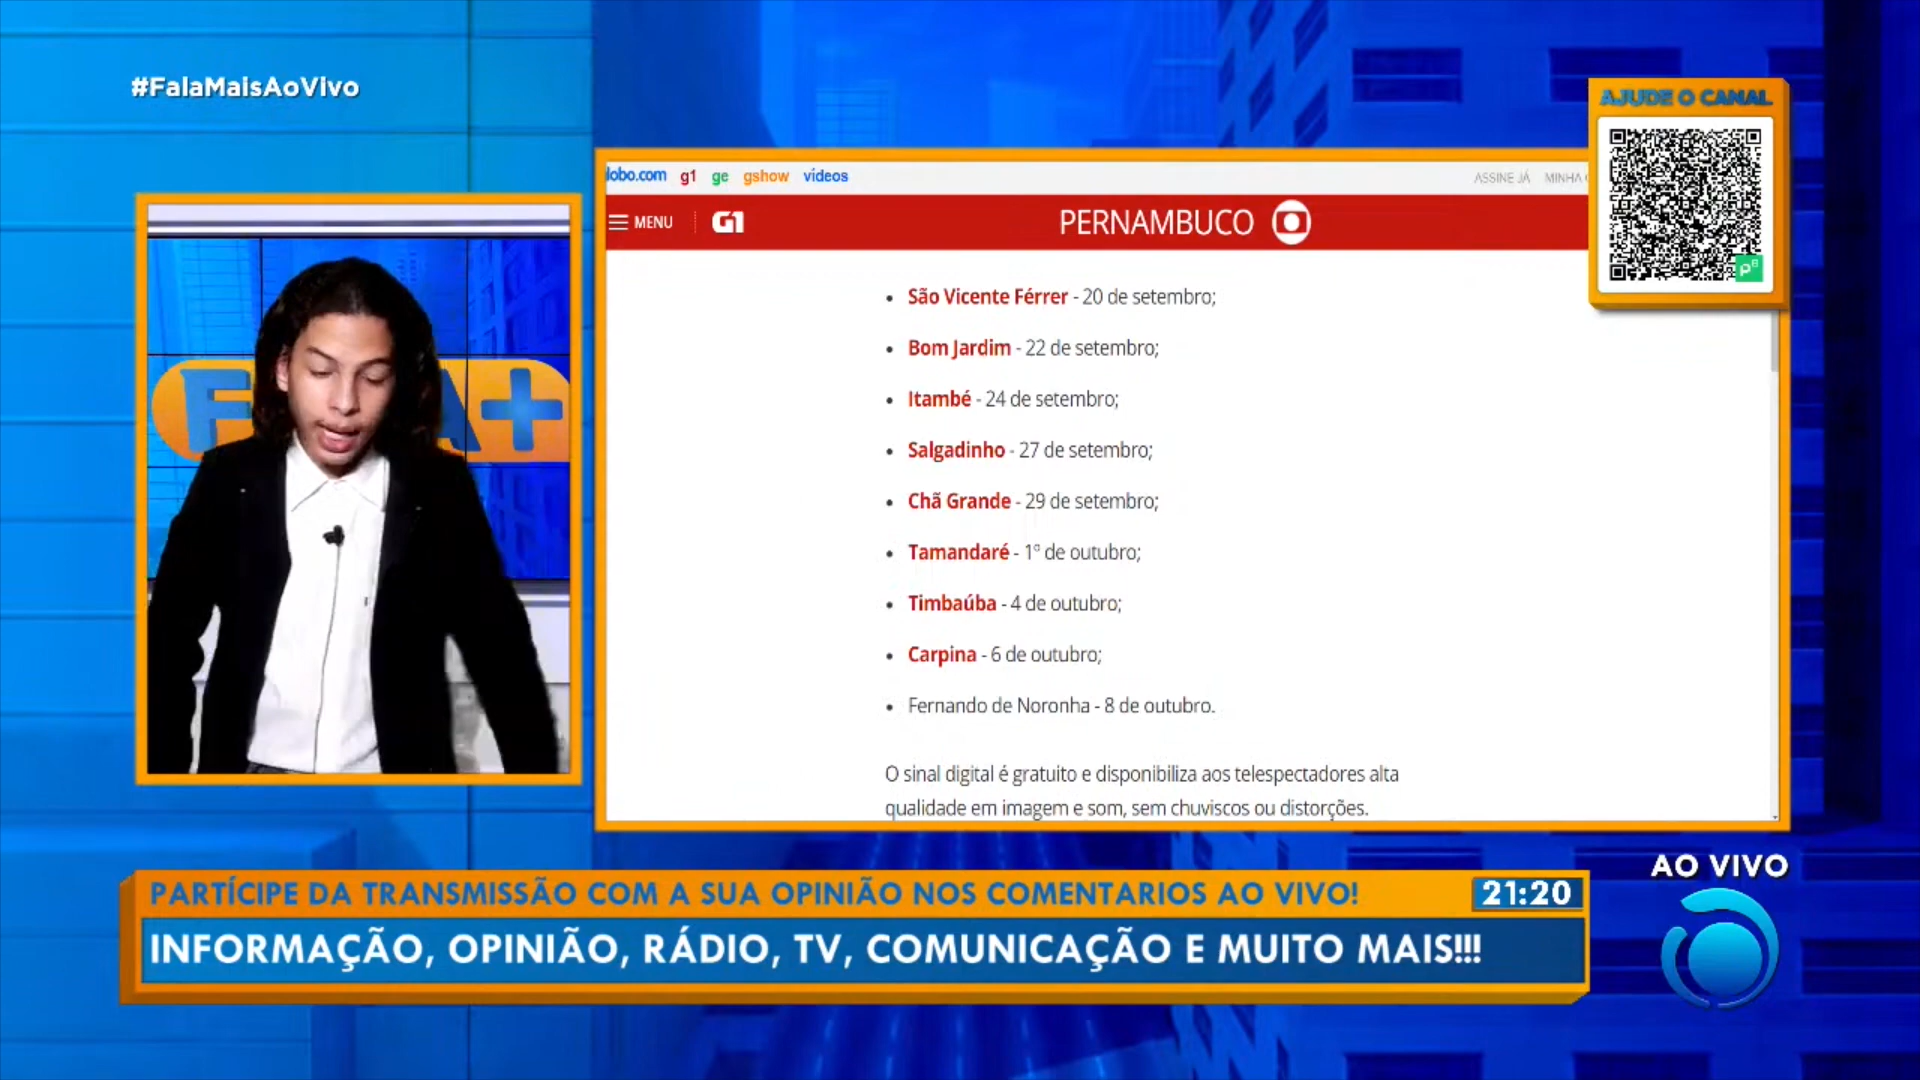 #FalaMaisAoVivo
AJUDE O CANAL
lobo.com g1 ge gshow vídeos
ASSINE JÁ MINHA
MENU G1
PERNAMBUCO
São Vicente Férrer - 20 de setembro;
Bom Jardim - 22 de setembro;
Itambé - 24 de setembro;
Salgadinho - 27 de setembro;
Chã Grande - 29 de setembro;
Tamandaré - 1º de outubro;
Timbaúba - 4 de outubro;
Carpina - 6 de outubro;
Fernando de Noronha - 8 de outubro.
O sinal digital é gratuito e disponibiliza aos telespectadores alta
qualidade em imagem e som, sem chuviscos ou distorções.
AO VIVO
PARTÍCIPE DA TRANSMISSÃO COM A SUA OPINIÃO NOS COMENTARIOS AO VIVO!
21:20
INFORMAÇÃO, OPINIÃO, RÁDIO, TV, COMUNICAÇÃO E MUITO MAIS!!!